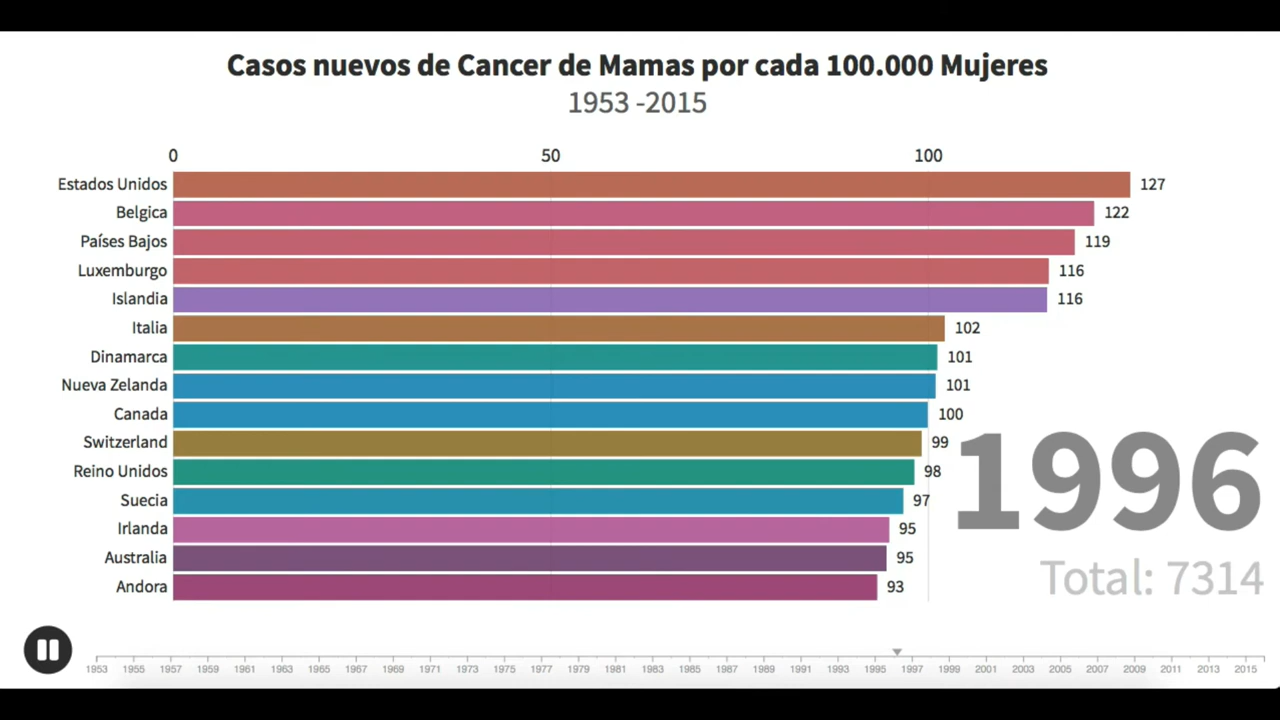 Casos nuevos de Cancer de Mamas por cada 100.000 Mujeres
1953 -2015
0 50 100
Estados Unidos 127
Belgica 122
Países Bajos 119
Luxemburgo 116
Islandia 116
Italia 102
Dinamarca 101
Nueva Zelanda 101
Canada 100
Switzerland 99
Reino Unidos 98
Suecia 97
Irlanda 95
Australia 95
Andora 93
1996
Total: 7314
1953 1955 1957 1959 1961 1963 1965 1967 1969 1971 1973 1975 1977 1979 1981 1983 1985 1987 1989 1991 1993 1995 1997 1999 2001 2003 2005 2007 2009 2011 2013 2015